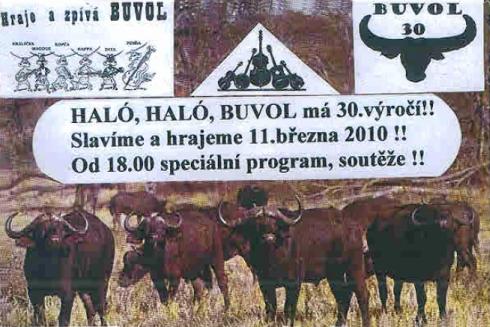 Hraje a zpívá BUVOL
BUVOL
30
HALÓ, HALÓ, BUVOL má 30.výročí!!
Slavíme a hrajeme 11.března 2010 !!
Od 18.00 speciální program, soutěže !!